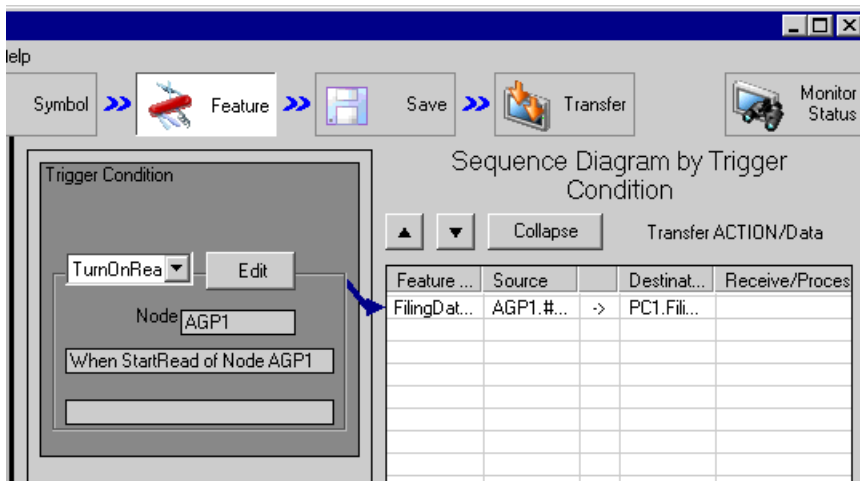 Help
Symbol
Feature
Save
Transfer
Monitor
Status
Trigger Condition
TurnOnRea
Edit
Node AGP1
When StartRead of Node AGP1
Sequence Diagram by Trigger
Condition
Collapse
Transfer ACTION/Data
Feature ... Source Destinat... Receive/Proces
FilingDat... AGP1.#... -> PC1.Fili...